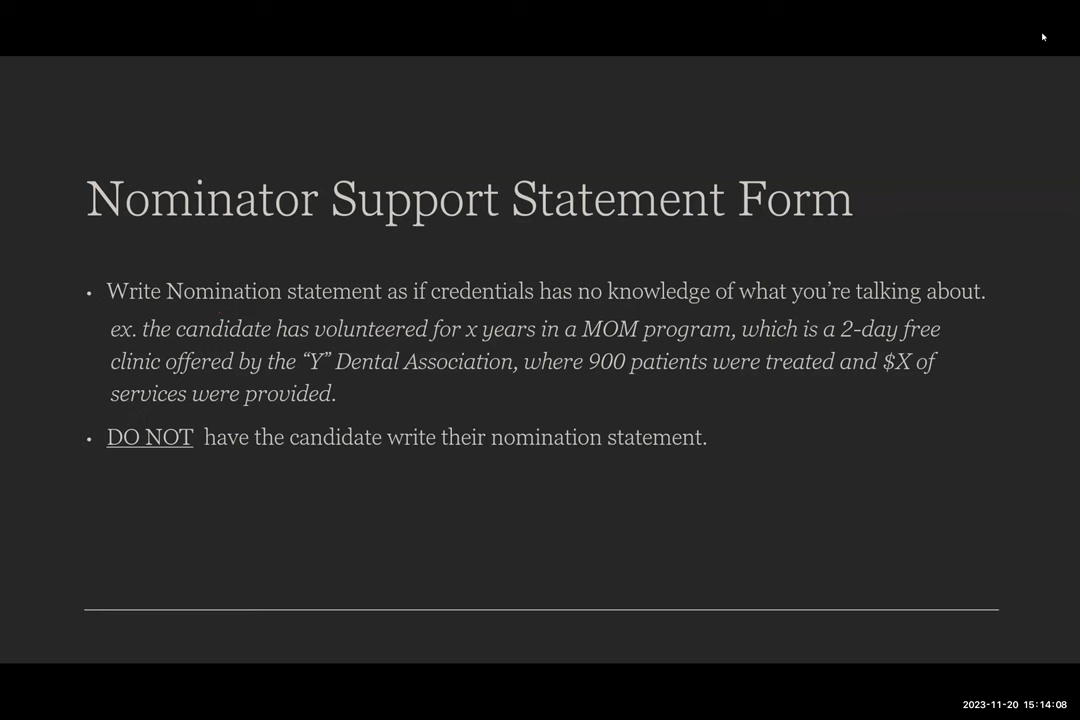 Nominator Support Statement Form
• Write Nomination statement as if credentials has no knowledge of what you’re talking about.
ex. the candidate has volunteered for x years in a MOM program, which is a 2-day free
clinic offered by the “Y” Dental Association, where 900 patients were treated and $X of
services were provided.
• DO NOT have the candidate write their nomination statement.
2023-11-20 15:14:08